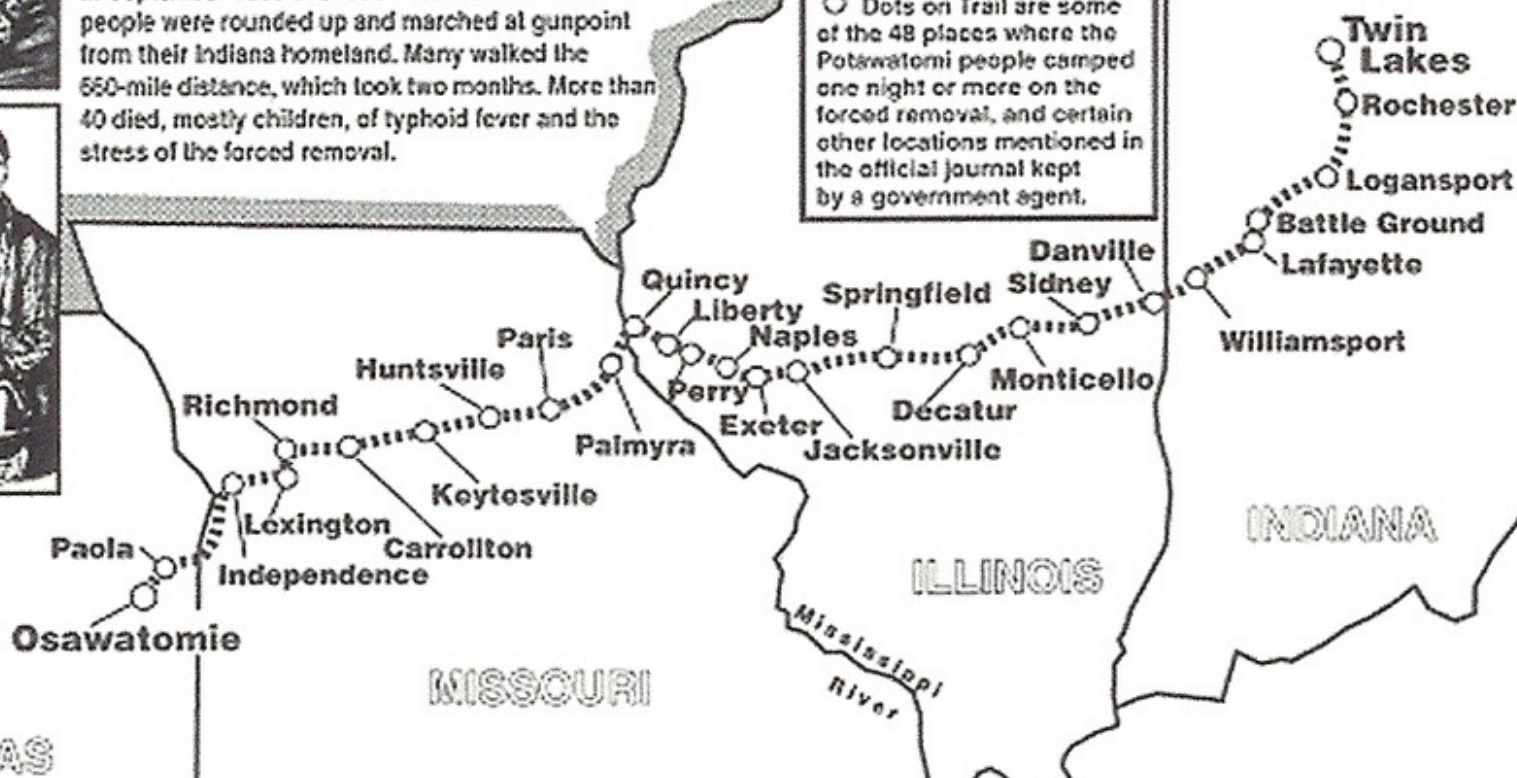 people were rounded up and marched at gunpoint
from their Indiana homeland. Many walked the
660-mile distance, which took two months. More than
40 died, mostly children, of typhoid fever and the
stress of the forced removal.
Dots on Trail are some
of the 48 places where the
Potawatomi people camped
one night or more on the
forced removal, and certain
other locations mentioned in
the official journal kept
by a government agent.
Twin
Lakes
Rochester
Logansport
Battle Ground
Lafayette
Williamsport
Danville
Sidney
Monticello
Decatur
Springfield
Jacksonville
Exeter
Naples
Perry
Liberty
Quincy
Palmyra
Paris
Huntsville
Keytesville
Carrollton
Richmond
Lexington
Independence
Paola
Osawatomie
INDIANA
ILLINOIS
Mississippi
River
MISSOURI
AS